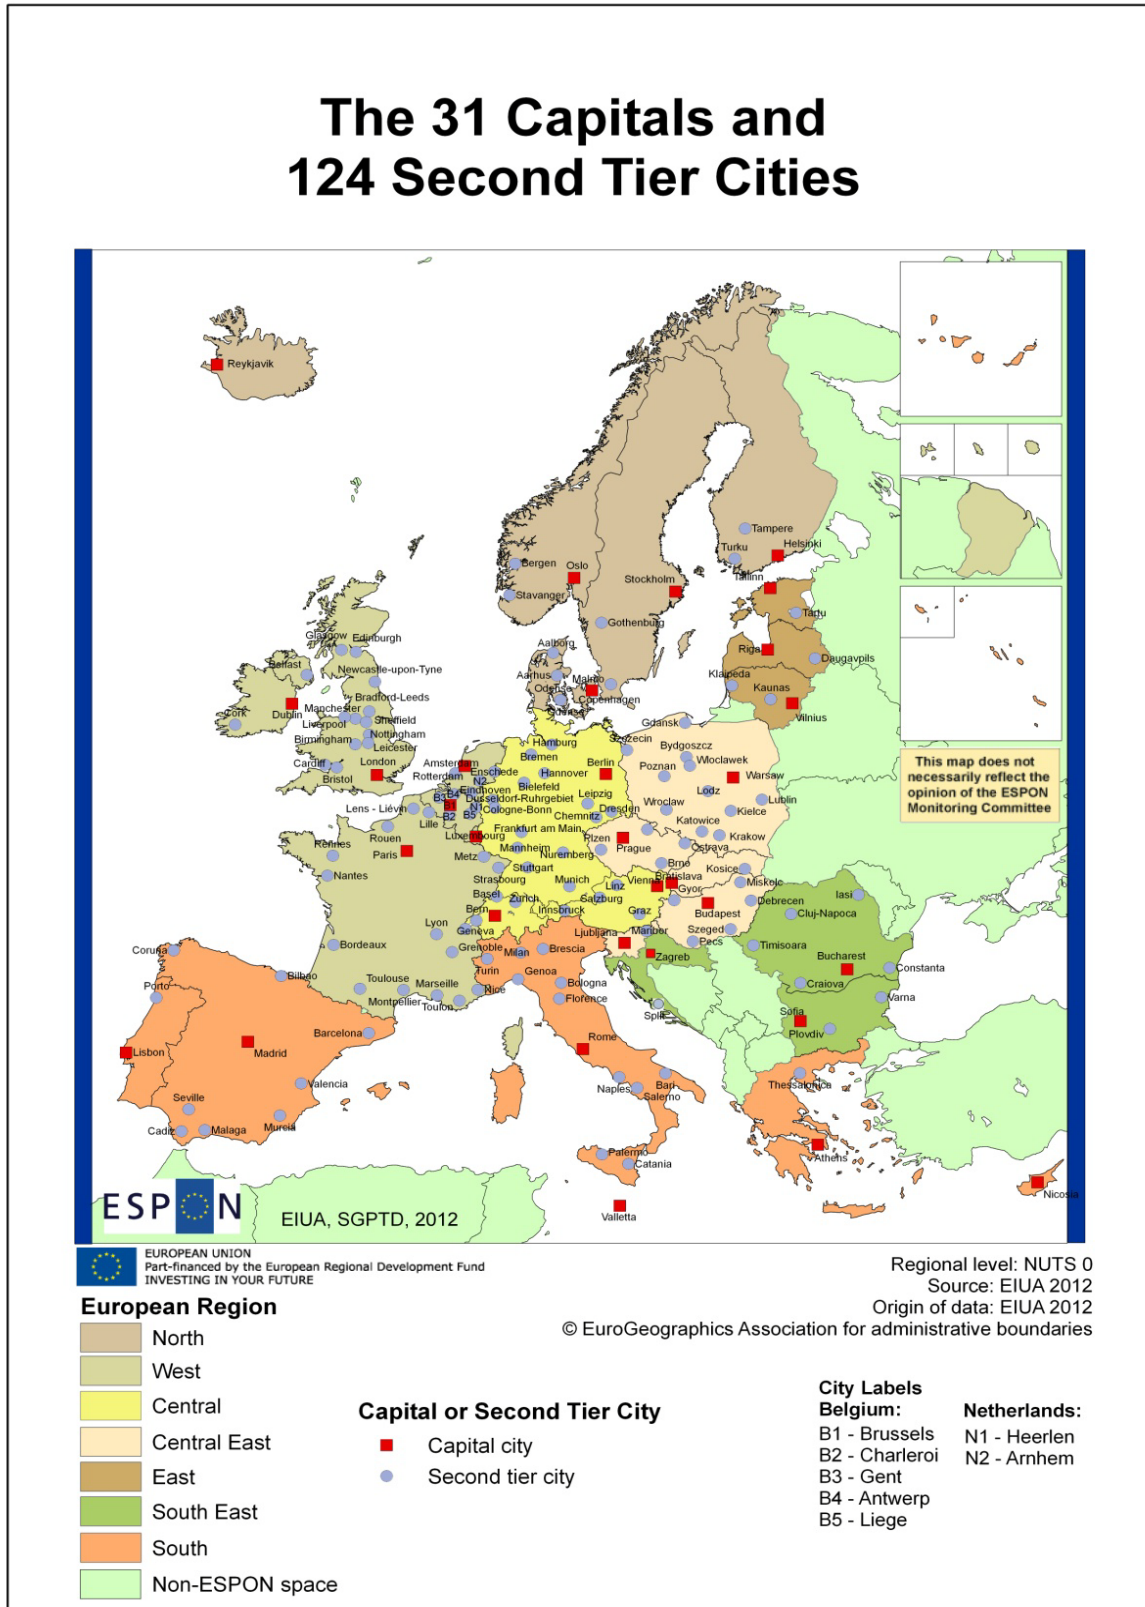 The 31 Capitals and
124 Second Tier Cities
Reykjavik
Tampere
Turku
Helsinki
Tallinn
Bergen
Oslo
Stockholm
Stavanger
Gothenburg
Tartu
Riga
Daugavpils
Klaipeda
Kaunas
Vilnius
Aalborg
Aarhus
Odense
Malmo
Copenhagen
Glasgow
Edinburgh
Belfast
Newcastle-upon-Tyne
Bradford-Leeds
Dublin
Cork
Manchester
Liverpool
Sheffield
Nottingham
Birmingham
Leicester
Cardiff
London
Bristol
Gdansk
Szczecin
Bydgoszcz
Wloclawek
Poznan
Warsaw
Lodz
Lublin
Wroclaw
Kielce
Katowice
Krakow
Ostrava
Hamburg
Bremen
Berlin
Hannover
Bielefeld
Leipzig
Dusseldorf-Ruhrgebiet
Cologne-Bonn
Dresden
Chemnitz
Frankfurt am Main
Mannheim
Nuremberg
Stuttgart
Munich
Amsterdam
Rotterdam
Enschede
N2
Eindhoven
B3
B4
B1
N1
B2
B5
Lens - Liévin
Lille
Luxembourg
Rouen
Rennes
Paris
Metz
Nantes
Strasbourg
Plzen
Prague
Brno
Kosice
Bratislava
Vienna
Linz
Gyor
Miskolc
Salzburg
Innsbruck
Graz
Debrecen
Budapest
Szeged
Pecs
Basel
Zurich
Bern
Geneva
Lyon
Grenoble
Bordeaux
Toulouse
Montpellier
Marseille
Toulon
Nice
Ljubljana
Maribor
Zagreb
Split
Iasi
Cluj-Napoca
Timisoara
Bucharest
Constanta
Craiova
Varna
Sofia
Plovdiv
Milan
Brescia
Turin
Genoa
Bologna
Florence
Rome
Naples
Bari
Salerno
Palermo
Catania
Valletta
Coruna
Bilbao
Porto
Barcelona
Lisbon
Madrid
Valencia
Seville
Cadiz
Malaga
Murcia
Thessalonica
Athens
Nicosia
This map does not
necessarily reflect the
opinion of the ESPON
Monitoring Committee
ESPON
EIUA, SGPTD, 2012
EUROPEAN UNION
Part-financed by the European Regional Development Fund
INVESTING IN YOUR FUTURE
Regional level: NUTS 0
Source: EIUA 2012
Origin of data: EIUA 2012
© EuroGeographics Association for administrative boundaries
European Region
North
West
Central
Central East
East
South East
South
Non-ESPON space
Capital or Second Tier City
Capital city
Second tier city
City Labels
Belgium:
B1 - Brussels
B2 - Charleroi
B3 - Gent
B4 - Antwerp
B5 - Liege
Netherlands:
N1 - Heerlen
N2 - Arnhem